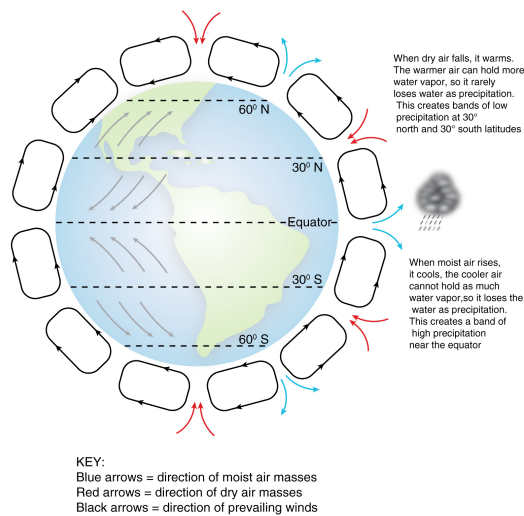 When dry air falls, it warms.
The warmer air can hold more
water vapor, so it rarely
loses water as precipitation.
This creates bands of low
precipitation at 30°
north and 30° south latitudes
60⁰ N
30⁰ N
Equator
30⁰ S
60⁰ S
When moist air rises,
it cools, the cooler air
cannot hold as much
water vapor,so it loses the
water as precipitation.
This creates a band of
high precipitation
near the equator
KEY:
Blue arrows = direction of moist air masses
Red arrows = direction of dry air masses
Black arrows = direction of prevailing winds